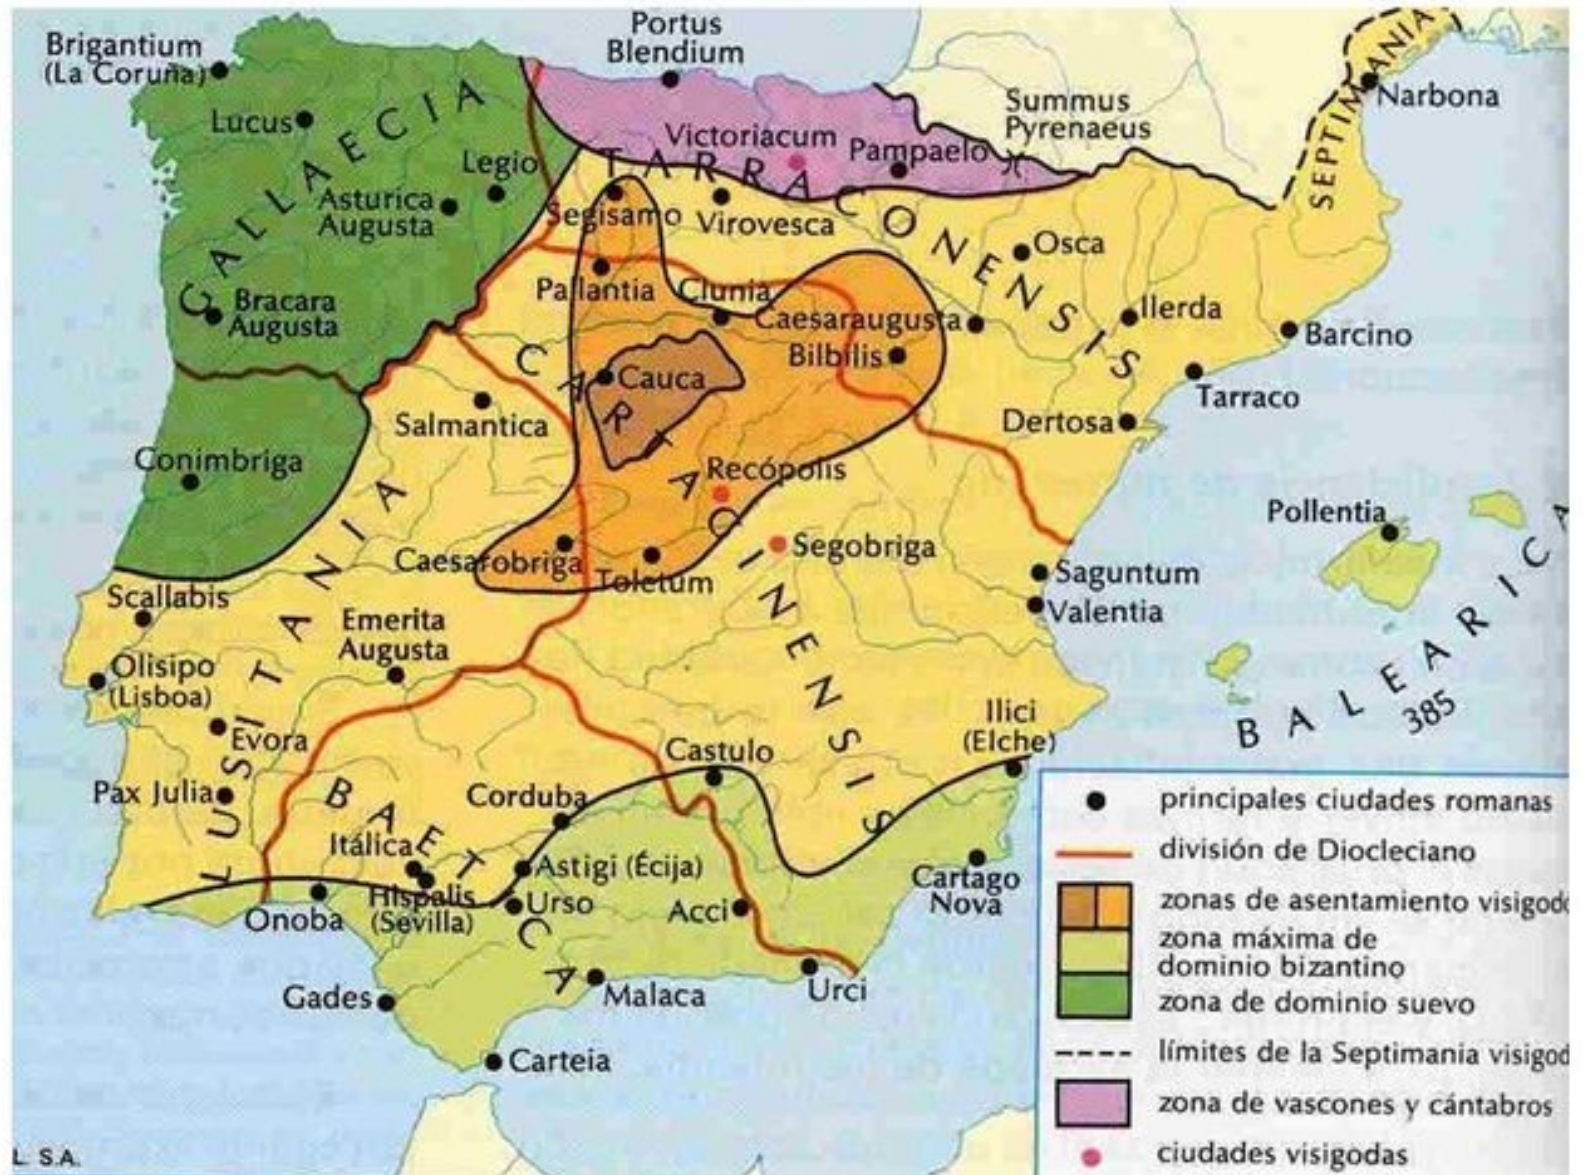 Brigantium
(La Coruña)
Portus
Blendium
SEPTIMANIA
Narbona
Lucus
CALLAECIA
Legio
Asturica
Augusta
Victoriacum
Pampaelo
Summus
Pyrenaeus
TARRACONENSIS
Segisamo
Virovesca
Osca
Bracara
Augusta
Pallantia
Clunia
Caesaraugusta
Bilbilis
Ilerda
Barcino
Cauca
CARTACINENSIS
Salmantica
Tarraco
Dertosa
Conimbriga
Recópolis
Pollentia
Caesarobriga
Toletum
Segobriga
Saguntum
Valentia
Scallabis
LUSITANIA
Emerita
Augusta
Olisipo
(Lisboa)
Evora
BALEARICA
385
Ilici
(Elche)
Castulo
Pax Julia
BAETICA
Corduba
Itálica
Hispalis
(Sevilla)
Astigi (Écija)
Urso
Onoba
Acci
Cartago
Nova
Gades
Malaca
Urci
Carteia
principales ciudades romanas
división de Diocleciano
zonas de asentamiento visigodo
zona máxima de
dominio bizantino
zona de dominio suevo
límites de la Septimania visigod
zona de vascones y cántabros
ciudades visigodas
L. S.A.